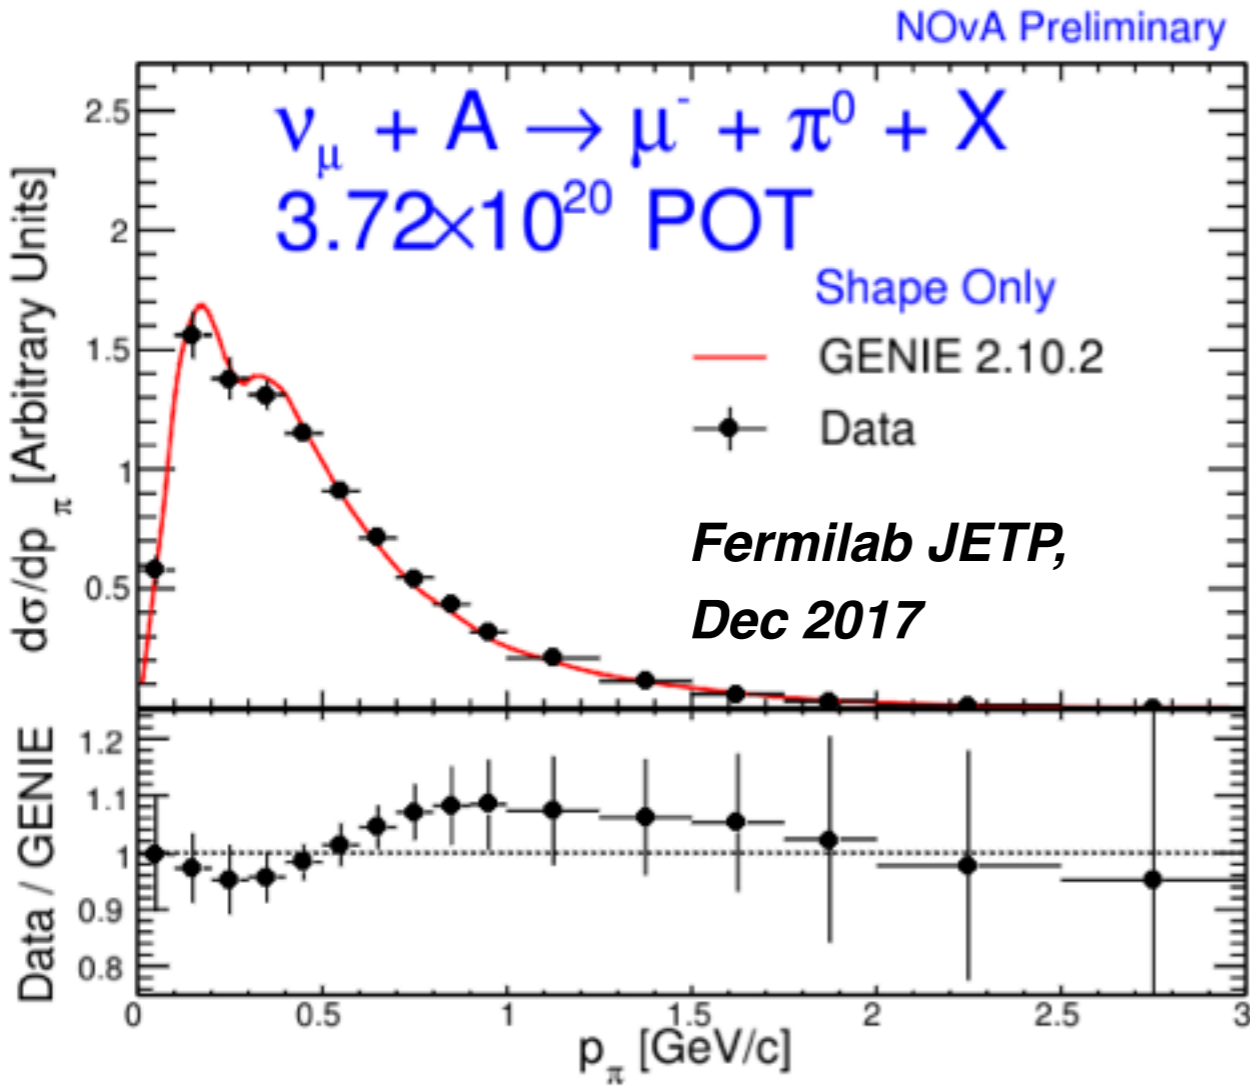 NOvA Preliminary
ν_μ + A → μ⁻ + π⁰ + X
3.72×10²⁰ POT
Shape Only
GENIE 2.10.2
Data
Fermilab JETP,
Dec 2017
dσ/dp_π [Arbitrary Units]
2.5
2
1.5
1
0.5
Data / GENIE
1.2
1.1
1
0.9
0.8
0 0.5 1 1.5 2 2.5 3
p_π [GeV/c]